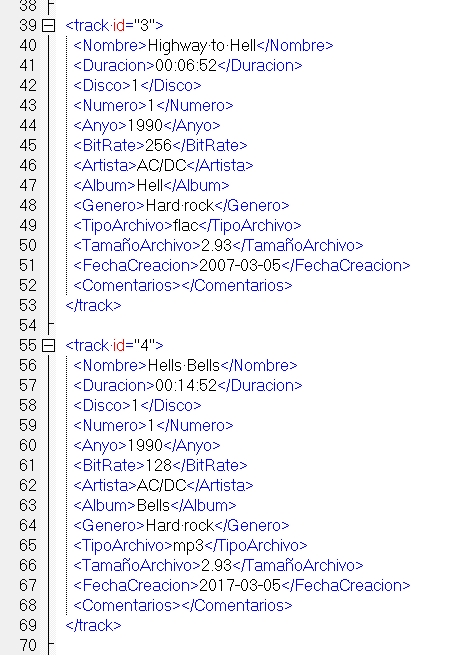 38
39 <track id="3">
40 <Nombre>Highway to Hell</Nombre>
41 <Duracion>00:06:52</Duracion>
42 <Disco>1</Disco>
43 <Numero>1</Numero>
44 <Anyo>1990</Anyo>
45 <BitRate>256</BitRate>
46 <Artista>AC/DC</Artista>
47 <Album>Hell</Album>
48 <Genero>Hard rock</Genero>
49 <TipoArchivo>flac</TipoArchivo>
50 <TamañoArchivo>2.93</TamañoArchivo>
51 <FechaCreacion>2007-03-05</FechaCreacion>
52 <Comentarios></Comentarios>
53 </track>
54
55 <track id="4">
56 <Nombre>Hells Bells</Nombre>
57 <Duracion>00:14:52</Duracion>
58 <Disco>1</Disco>
59 <Numero>1</Numero>
60 <Anyo>1990</Anyo>
61 <BitRate>128</BitRate>
62 <Artista>AC/DC</Artista>
63 <Album>Bells</Album>
64 <Genero>Hard rock</Genero>
65 <TipoArchivo>mp3</TipoArchivo>
66 <TamañoArchivo>2.93</TamañoArchivo>
67 <FechaCreacion>2017-03-05</FechaCreacion>
68 <Comentarios></Comentarios>
69 </track>
70